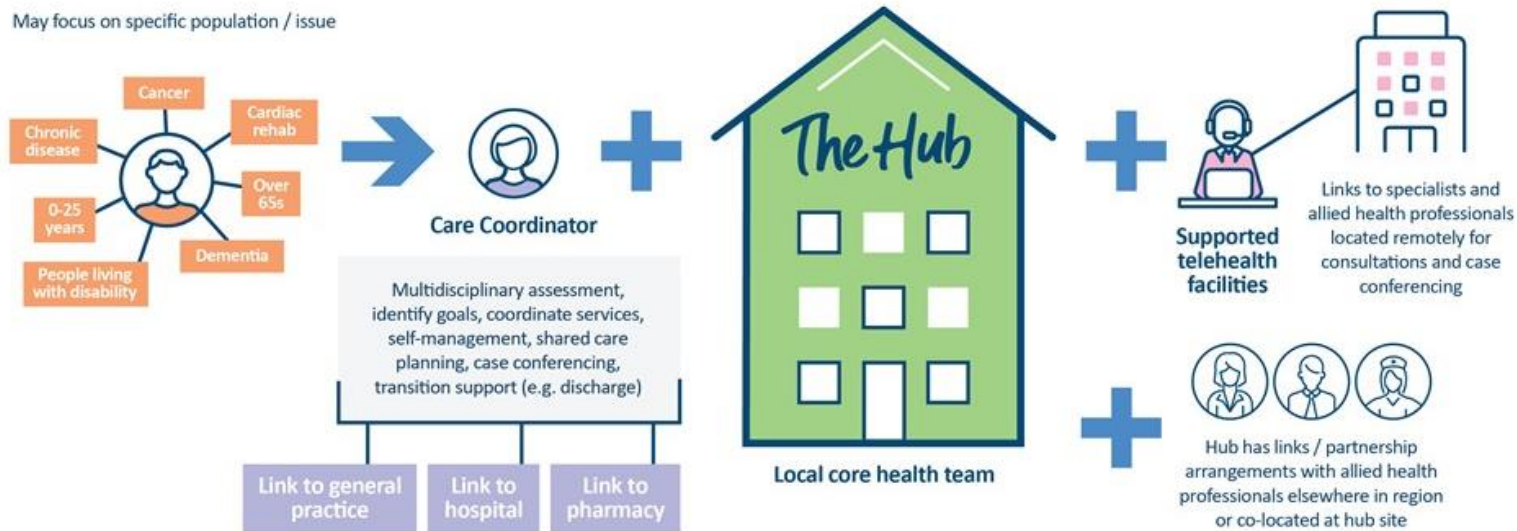 May focus on specific population / issue
Cancer
Cardiac
rehab
Chronic
disease
Over
65s
0-25
years
Dementia
People living
with disability
Care Coordinator
Multidisciplinary assessment,
identify goals, coordinate services,
self-management, shared care
planning, case conferencing,
transition support (e.g. discharge)
Link to general
practice
Link to
hospital
Link to
pharmacy
The Hub
Local core health team
Supported
telehealth
facilities
Links to specialists and
allied health professionals
located remotely for
consultations and case
conferencing
Hub has links / partnership
arrangements with allied health
professionals elsewhere in region
or co-located at hub site